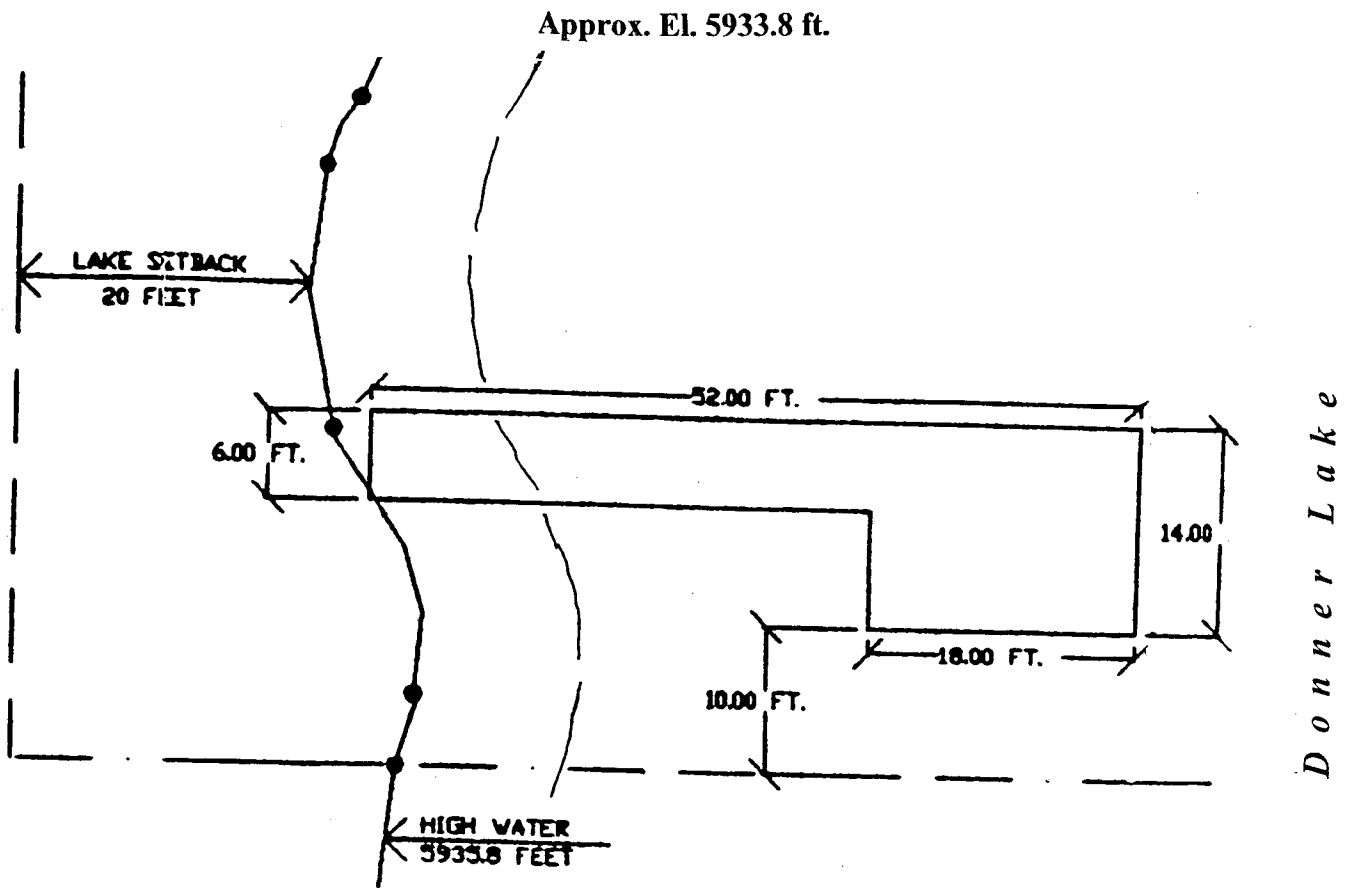 Approx. El. 5933.8 ft.
LAKE SETBACK
20 FEET
52.00 FT.
6.00 FT.
14.00
18.00 FT.
10.00 FT.
HIGH WATER
5935.8 FEET
Donner Lake